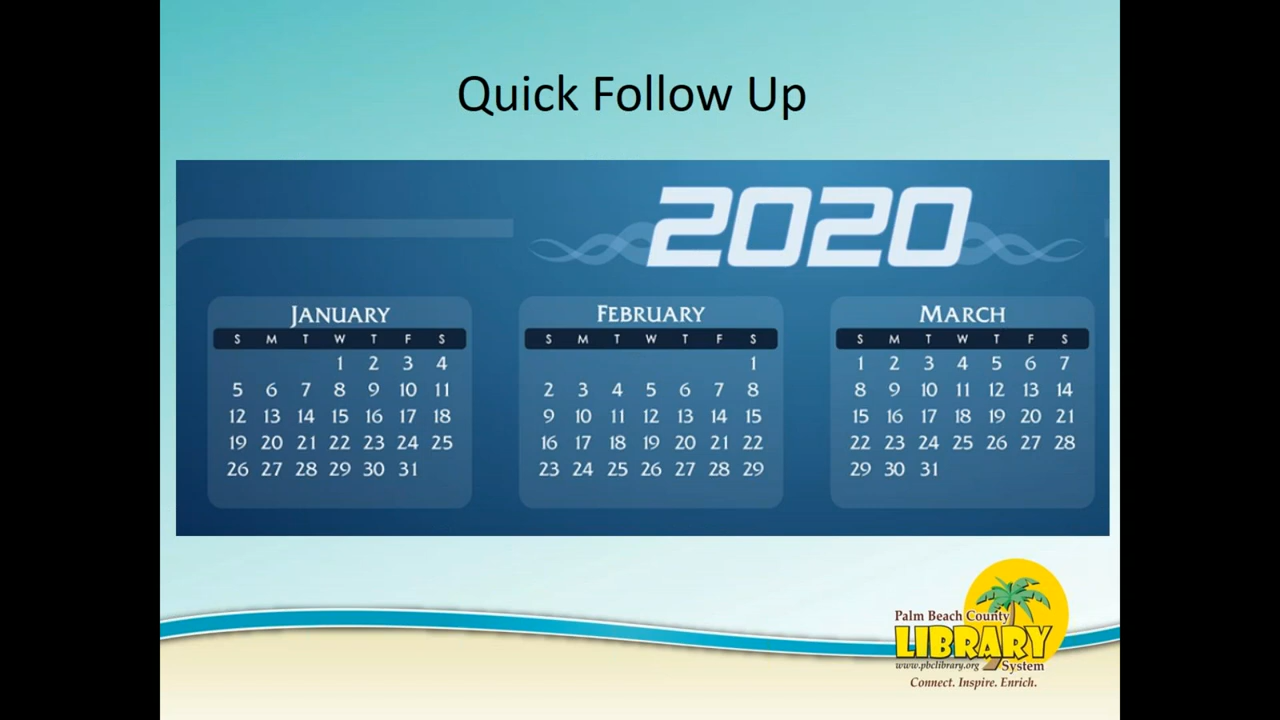 Quick Follow Up
2020
JANUARY
S M T W T F S
1 2 3 4
5 6 7 8 9 10 11
12 13 14 15 16 17 18
19 20 21 22 23 24 25
26 27 28 29 30 31
FEBRUARY
S M T W T F S
1
2 3 4 5 6 7 8
9 10 11 12 13 14 15
16 17 18 19 20 21 22
23 24 25 26 27 28 29
MARCH
S M T W T F S
1 2 3 4 5 6 7
8 9 10 11 12 13 14
15 16 17 18 19 20 21
22 23 24 25 26 27 28
29 30 31
Palm Beach County
LIBRARY
www.pbclibrary.org System
Connect. Inspire. Enrich.